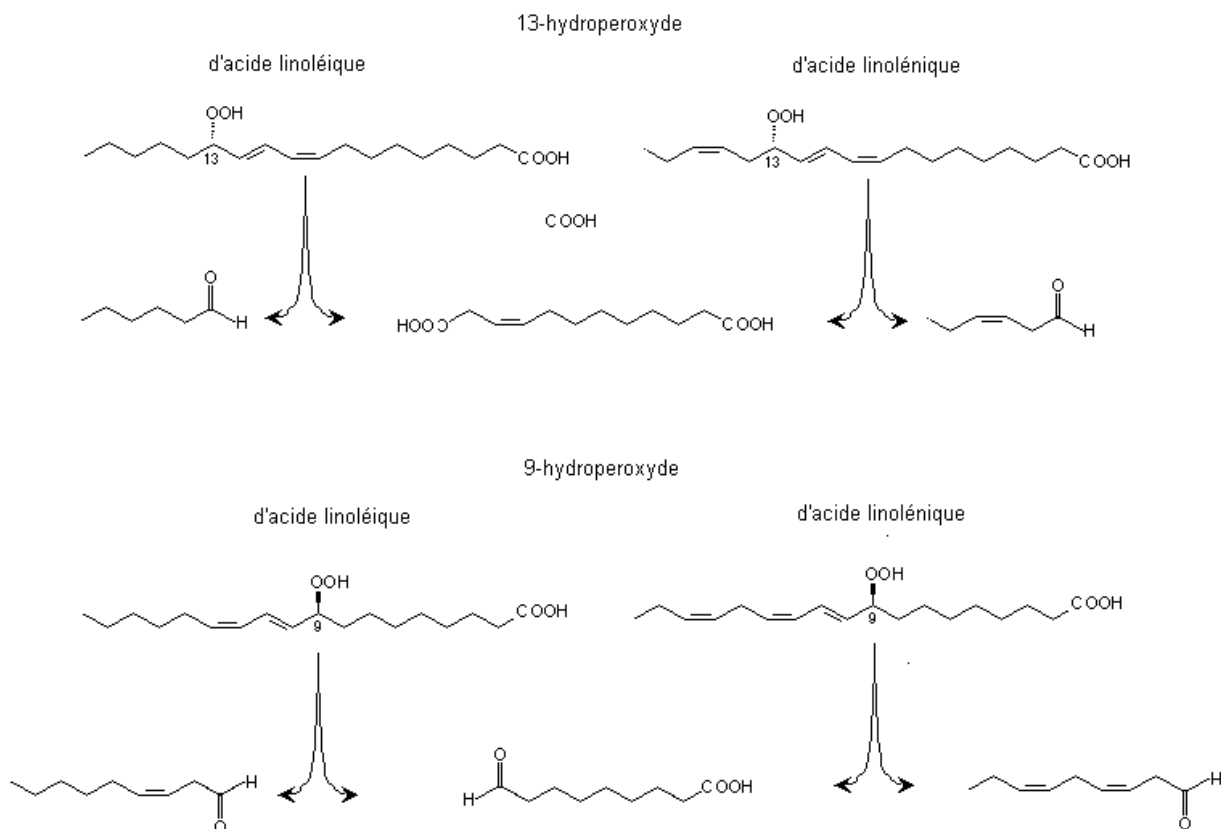 13-hydroperoxyde
d'acide linoléique
d'acide linolénique
OOH
OOH
13
COOH
13
COOH
COOH
O
H
HOOC
COOH
O
H
9-hydroperoxyde
d'acide linoléique
d'acide linolénique
OOH
OOH
9
COOH
9
COOH
H
O
O
H
COOH
H
O